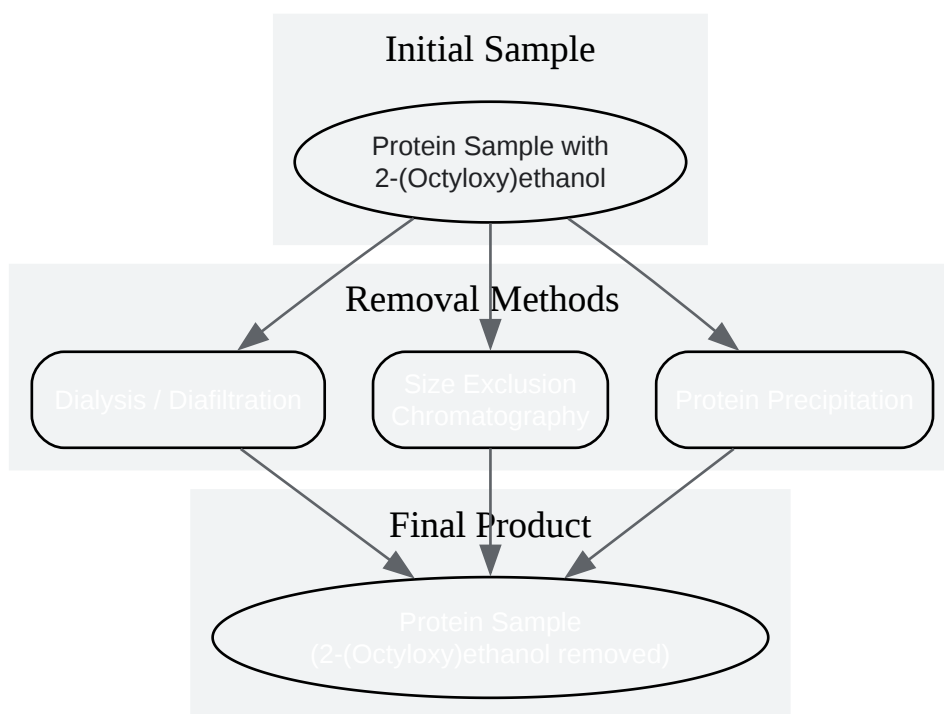 Initial Sample
Protein Sample with
2-(Octyloxy)ethanol
Removal Methods
Dialysis / Diafiltration
Size Exclusion
Chromatography
Protein Precipitation
Final Product
Protein Sample
(2-(Octyloxy)ethanol removed)